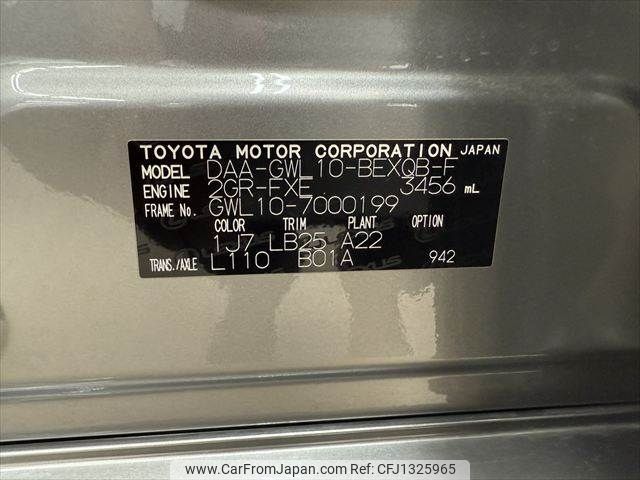 TOYOTA MOTOR CORPORATION JAPAN
MODEL DAA-GWL10-BEXQB-F
ENGINE 2GR-FXE 3456 mL
FRAME No. GWL10-7000199
COLOR TRIM PLANT OPTION
1J7 LB25 A22
TRANS./AXLE L110 B01A 942
www.CarFromJapan.com | Ref No. CFJ1325965